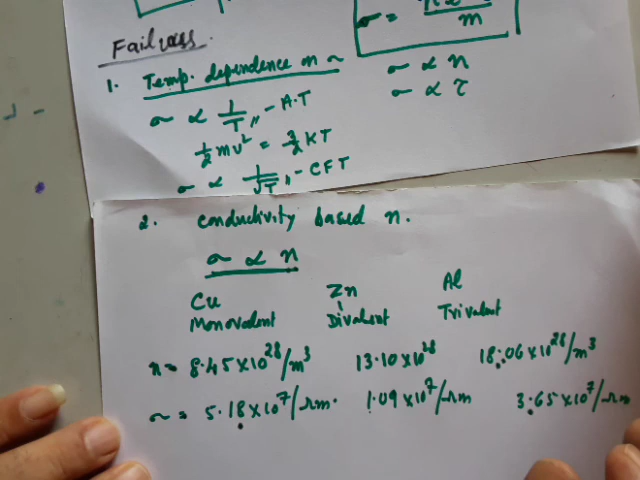 σ = m
Failures.
1. Temp. dependence on σ
σ ∝ n
σ ∝ τ
σ ∝ 1/T, - A.T
1/2 mv² = 3/2 KT
σ ∝ 1/√T, - CFT
2. conductivity based n.
σ ∝ n
Cu Zn Al
Monovalent Divalent Trivalent
n = 8.45×10²⁸/m³ 13.10×10²⁸ 18.06×10²⁸/m³
σ = 5.18×10⁷/Ωm. 1.09×10⁷/Ωm 3.65×10⁷/Ωm